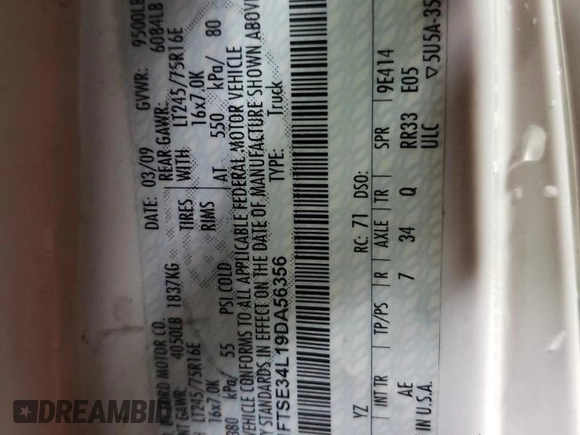 FORD MOTOR CO.
DATE: 03/09 GVWR: 9500LB
4050LB 1837KG REAR GAWR: 6084LB
LT245/75R16E TIRES WITH LT245/75R16E
16x7.0K RIMS 16x7.0K
380 kPa/ 55 PSI COLD AT 550 kPa/ 80
VEHICLE CONFORMS TO ALL APPLICABLE FEDERAL MOTOR VEHICLE
STANDARDS IN EFFECT ON THE DATE OF MANUFACTURE SHOWN ABOVE
FTSE34L19DA56356 TYPE: Truck
YZ RC: 71 DSO:
INT TR TP/PS R AXLE TR SPR 9E414
AE 7 34 Q RR33 E05
IN U.S.A. ULC ▽5U5A-35
DREAMBID